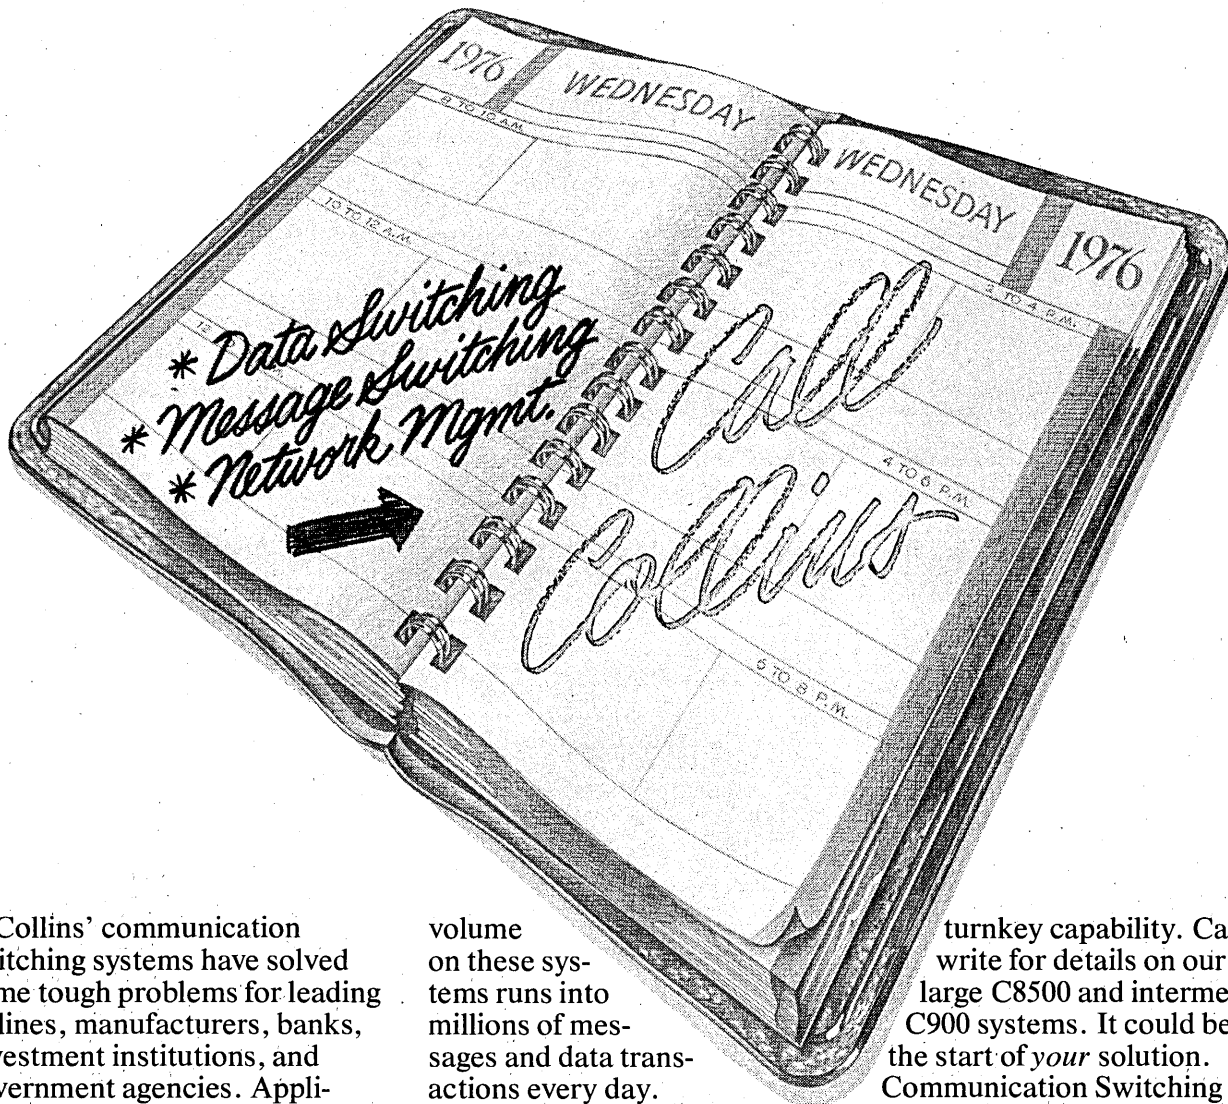 1976
WEDNESDAY
8 TO 10 A.M.
10 TO 12 A.M.
12
* Data Switching
* Message Switching
* Network Mgmt.
WEDNESDAY
1976
2 TO 4 P.M.
Call
4 TO 6 P.M.
Collins
6 TO 8 P.M.
Collins’ communication
itching systems have solved
me tough problems for leading
lines, manufacturers, banks,
vestment institutions, and
vernment agencies. Appli-
volume
on these sys-
tems runs into
millions of mes-
sages and data trans-
actions every day.
turnkey capability. Ca
write for details on our
large C8500 and interme
C900 systems. It could be
the start of your solution.
Communication Switching